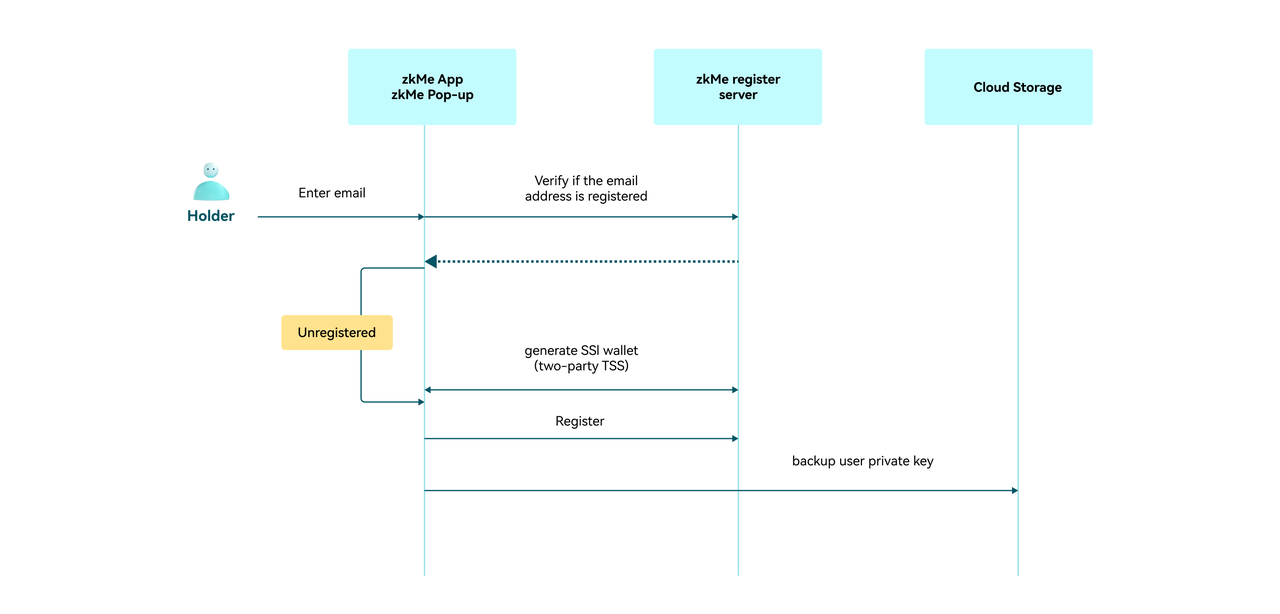 zkMe App
zkMe Pop-up
zkMe register
server
Cloud Storage
Holder
Enter email
Verify if the email
address is registered
Unregistered
generate SSI wallet
(two-party TSS)
Register
backup user private key